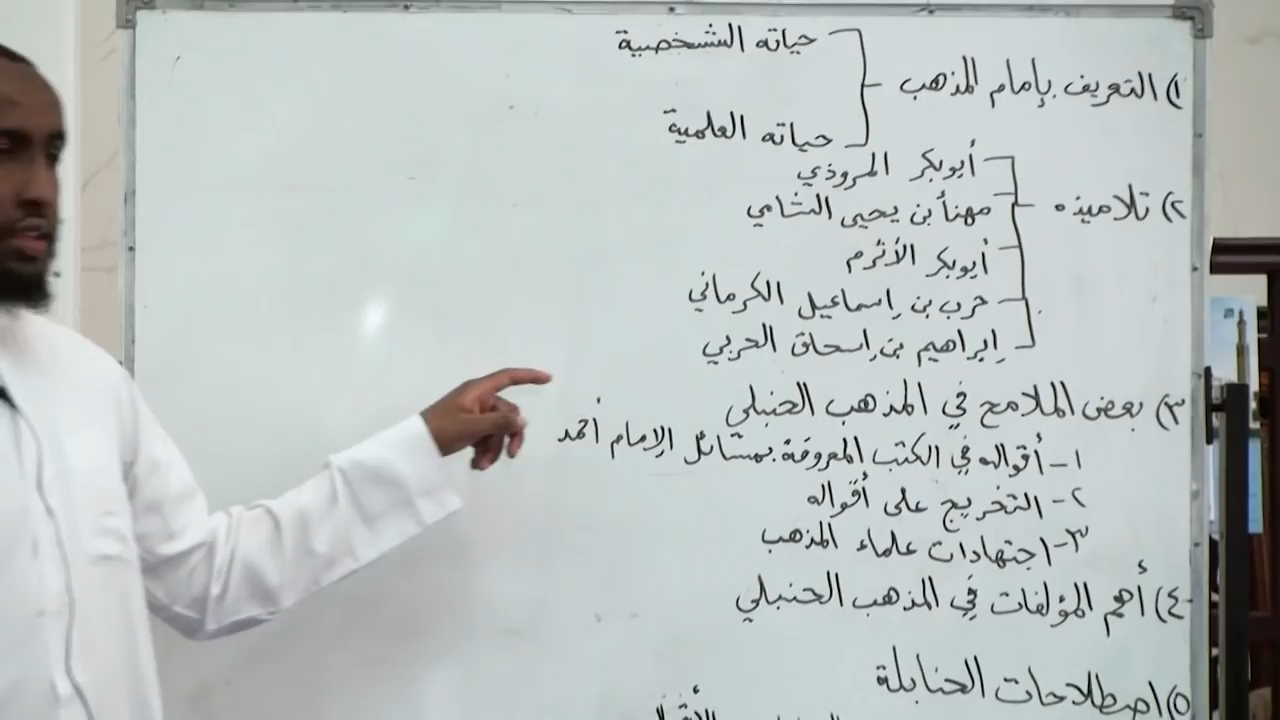 ١) التعريف بإمام المذهب
حياته الشخصية
حياته العلمية
٢) تلاميذه
أبوبكر المروذي
مهنأ بن يحيى الشامي
أبوبكر الأثرم
حرب بن إسماعيل الكرماني
إبراهيم بن إسحاق الحربي
٣) بعض الملامح في المذهب الحنبلي
١- أقواله في الكتب المعروفة بمسائل الإمام أحمد
٢- التخريج على أقواله
٣- اجتهادات علماء المذهب
٤) أهم المؤلفات في المذهب الحنبلي
٥) اصطلاحات الحنابلة